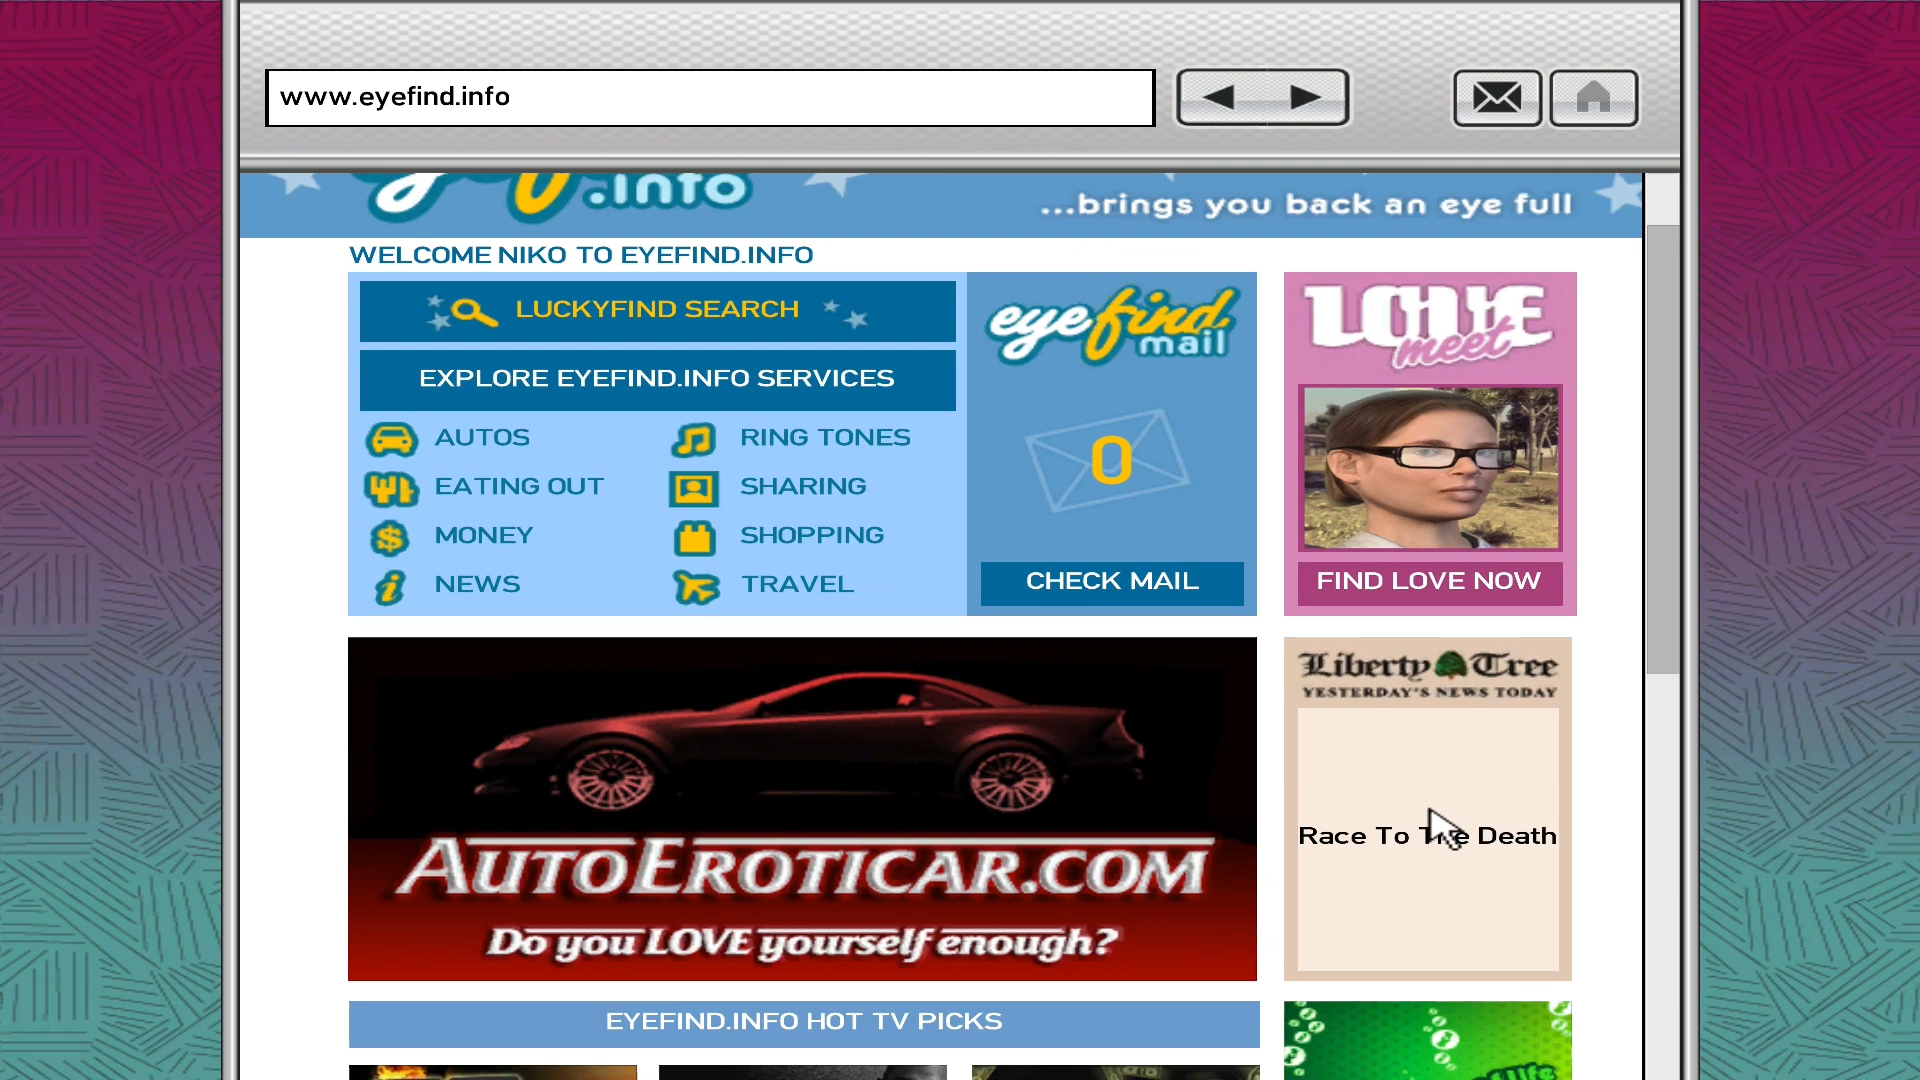 www.eyefind.info
.info
...brings you back an eye full
WELCOME NIKO TO EYEFIND.INFO
LUCKYFIND SEARCH
EXPLORE EYEFIND.INFO SERVICES
AUTOS
RING TONES
EATING OUT
SHARING
MONEY
SHOPPING
NEWS
TRAVEL
eyefind
mail
0
CHECK MAIL
LOVE
meet
FIND LOVE NOW
AUTOEROTICAR.COM
Do you LOVE yourself enough?
Liberty Tree
YESTERDAY'S NEWS TODAY
Race To The Death
EYEFIND.INFO HOT TV PICKS